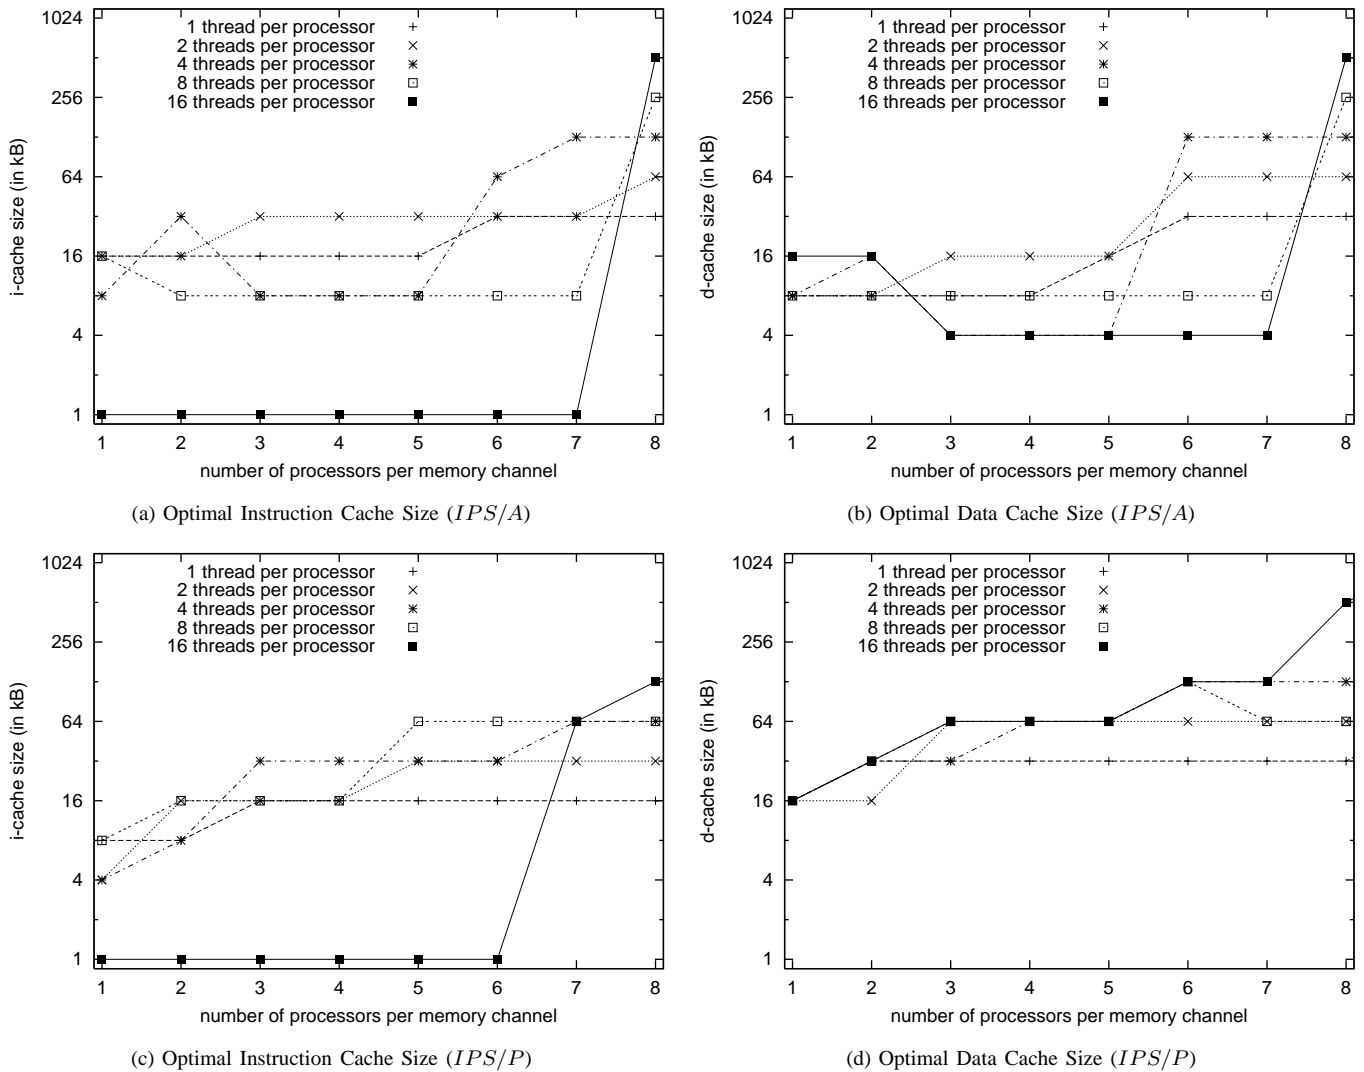 1024
256
64
16
4
1
i-cache size (in kB)
1 thread per processor
2 threads per processor
4 threads per processor
8 threads per processor
16 threads per processor
1 2 3 4 5 6 7 8
number of processors per memory channel
(a) Optimal Instruction Cache Size (IPS/A)
1024
256
64
16
4
1
d-cache size (in kB)
1 thread per processor
2 threads per processor
4 threads per processor
8 threads per processor
16 threads per processor
1 2 3 4 5 6 7 8
number of processors per memory channel
(b) Optimal Data Cache Size (IPS/A)
1024
256
64
16
4
1
i-cache size (in kB)
1 thread per processor
2 threads per processor
4 threads per processor
8 threads per processor
16 threads per processor
1 2 3 4 5 6 7 8
number of processors per memory channel
(c) Optimal Instruction Cache Size (IPS/P)
1024
256
64
16
4
1
d-cache size (in kB)
1 thread per processor
2 threads per processor
4 threads per processor
8 threads per processor
16 threads per processor
1 2 3 4 5 6 7 8
number of processors per memory channel
(d) Optimal Data Cache Size (IPS/P)